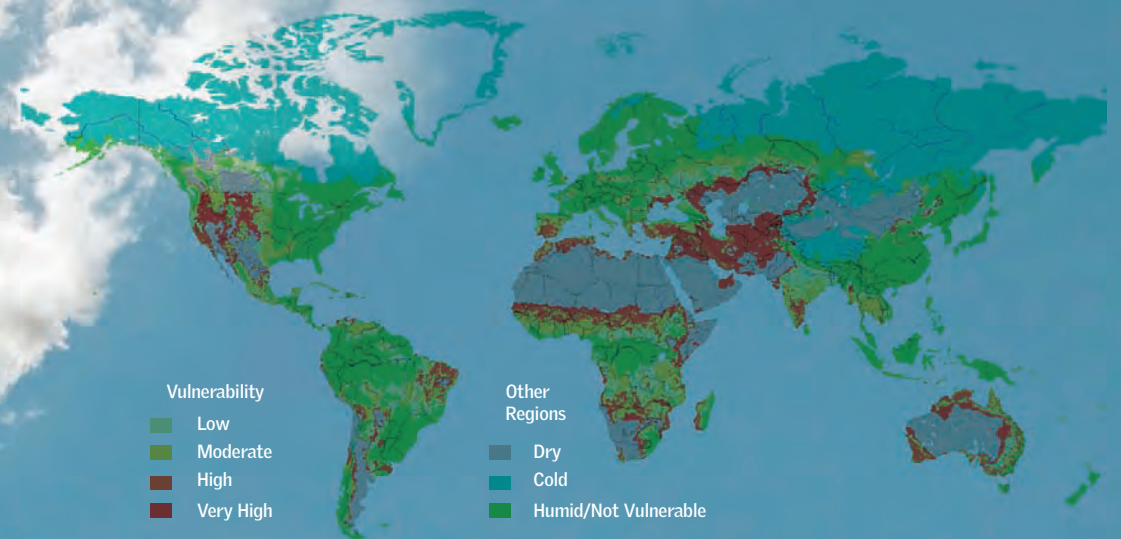 Vulnerability
Low
Moderate
High
Very High
Other
Regions
Dry
Cold
Humid/Not Vulnerable